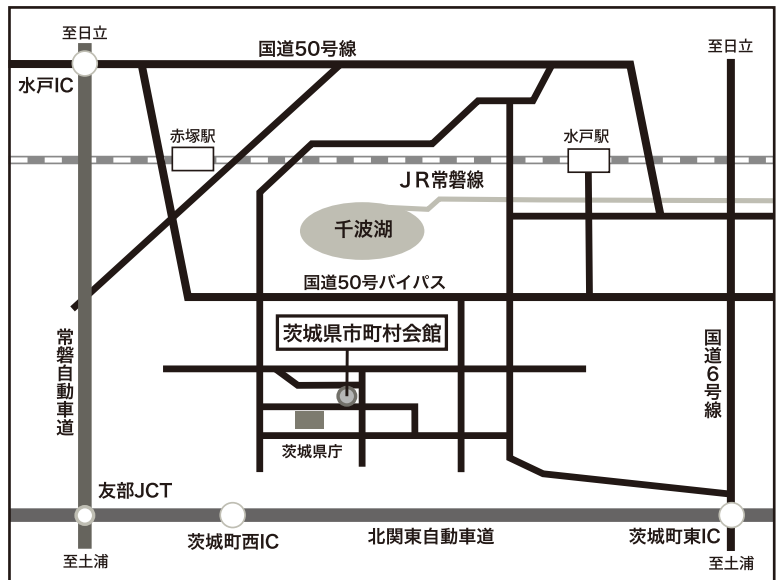 至日立
国道50号線
至日立
水戸IC
赤塚駅
水戸駅
JR常磐線
千波湖
国道50号バイパス
茨城県市町村会館
常磐自動車道
国道6号線
茨城県庁
友部JCT
茨城町西IC
北関東自動車道
茨城町東IC
至土浦
至土浦